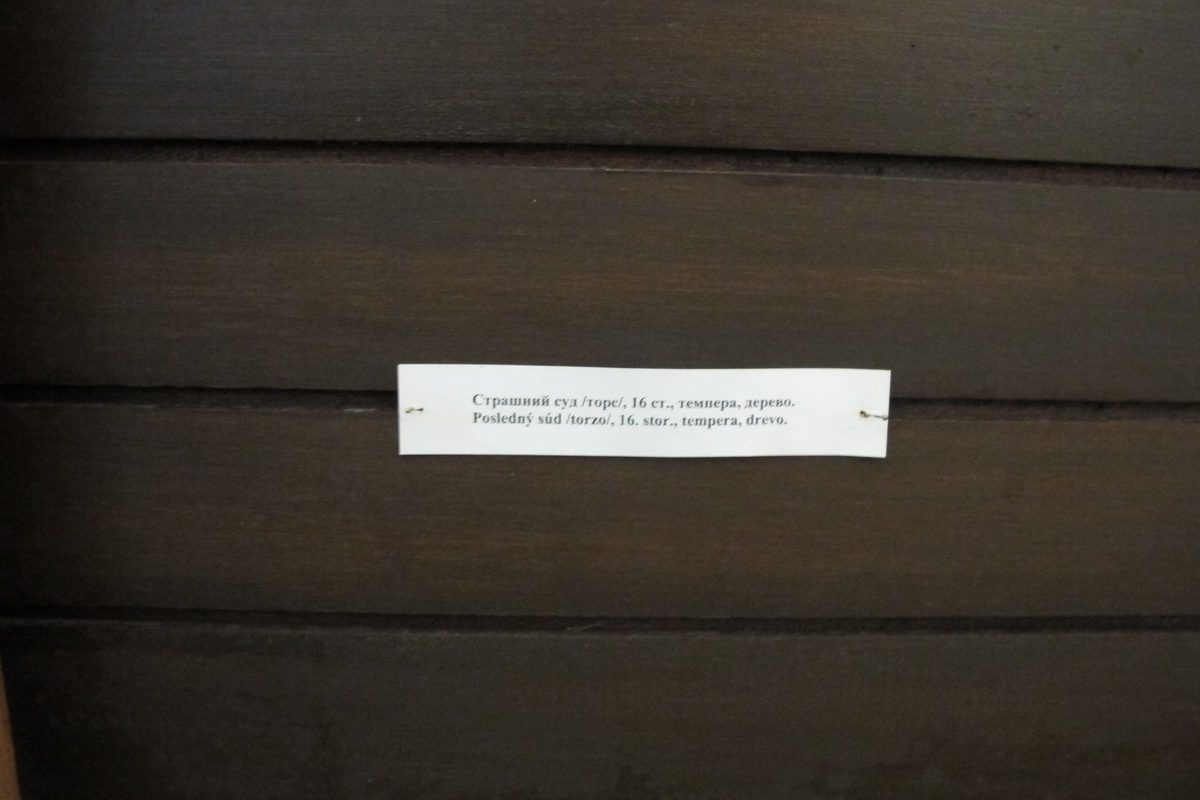 Страшний суд /торс/, 16 ст., темпера, дерево.
Posledný súd /torzo/, 16. stor., tempera, drevo.